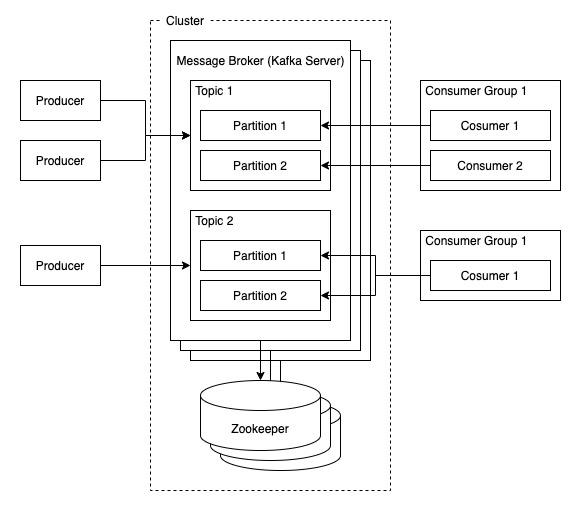 Cluster
Message Broker (Kafka Server)
Producer
Producer
Topic 1
Partition 1
Partition 2
Consumer Group 1
Cosumer 1
Consumer 2
Producer
Topic 2
Partition 1
Partition 2
Consumer Group 1
Cosumer 1
Zookeeper